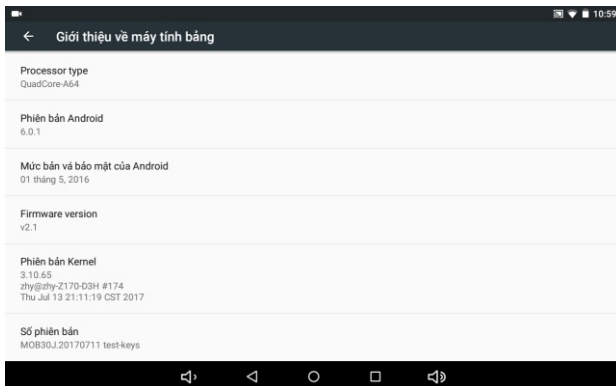 10:59
Giới thiệu về máy tính bảng
Processor type
QuadCore-A64
Phiên bản Android
6.0.1
Mức bản vá bảo mật của Android
01 tháng 5, 2016
Firmware version
v2.1
Phiên bản Kernel
3.10.65
zhy@zhy-Z170-D3H #174
Thu Jul 13 21:11:19 CST 2017
Số phiên bản
MOB30J.20170711 test-keys